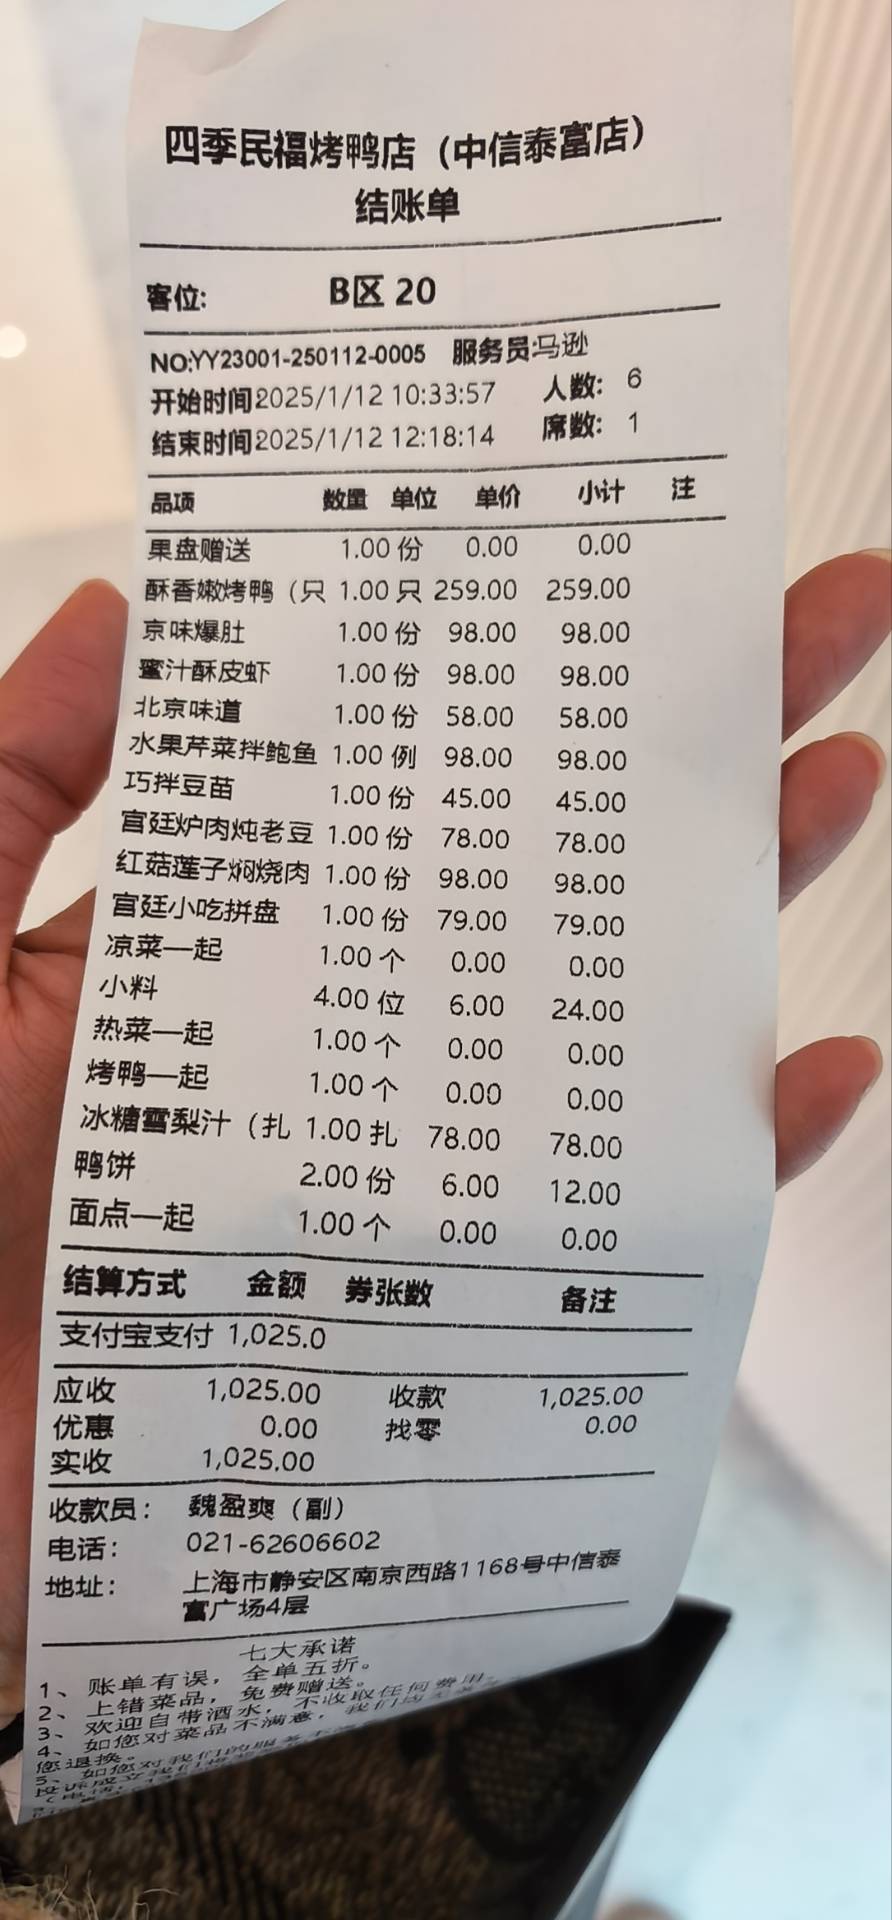 四季民福烤鸭店（中信泰富店）
结账单
客位: B区 20
NO:YY23001-250112-0005 服务员:马逊
开始时间2025/1/12 10:33:57 人数: 6
结束时间2025/1/12 12:18:14 席数: 1
品项 数量 单位 单价 小计 注
果盘赠送 1.00 份 0.00 0.00
酥香嫩烤鸭（只 1.00 只 259.00 259.00
京味爆肚 1.00 份 98.00 98.00
蜜汁酥皮虾 1.00 份 98.00 98.00
北京味道 1.00 份 58.00 58.00
水果芹菜拌鲍鱼 1.00 例 98.00 98.00
巧拌豆苗 1.00 份 45.00 45.00
宫廷炉肉炖老豆 1.00 份 78.00 78.00
红菇莲子焖烧肉 1.00 份 98.00 98.00
宫廷小吃拼盘 1.00 份 79.00 79.00
凉菜一起 1.00 个 0.00 0.00
小料 4.00 位 6.00 24.00
热菜一起 1.00 个 0.00 0.00
烤鸭一起 1.00 个 0.00 0.00
冰糖雪梨汁（扎 1.00 扎 78.00 78.00
鸭饼 2.00 份 6.00 12.00
面点一起 1.00 个 0.00 0.00
结算方式 金额 券张数 备注
支付宝支付 1,025.0
应收 1,025.00 收款 1,025.00
优惠 0.00 找零 0.00
实收 1,025.00
收款员: 魏盈爽（副）
电话: 021-62606602
地址: 上海市静安区南京西路1168号中信泰
富广场4层
七大承诺
1、账单有误，全单五折。
2、上错菜品，免费赠送。
3、欢迎自带酒水，不收取任何费用。
4、如您对菜品不满意，我们均
您退换。
5、如您对我们的服务